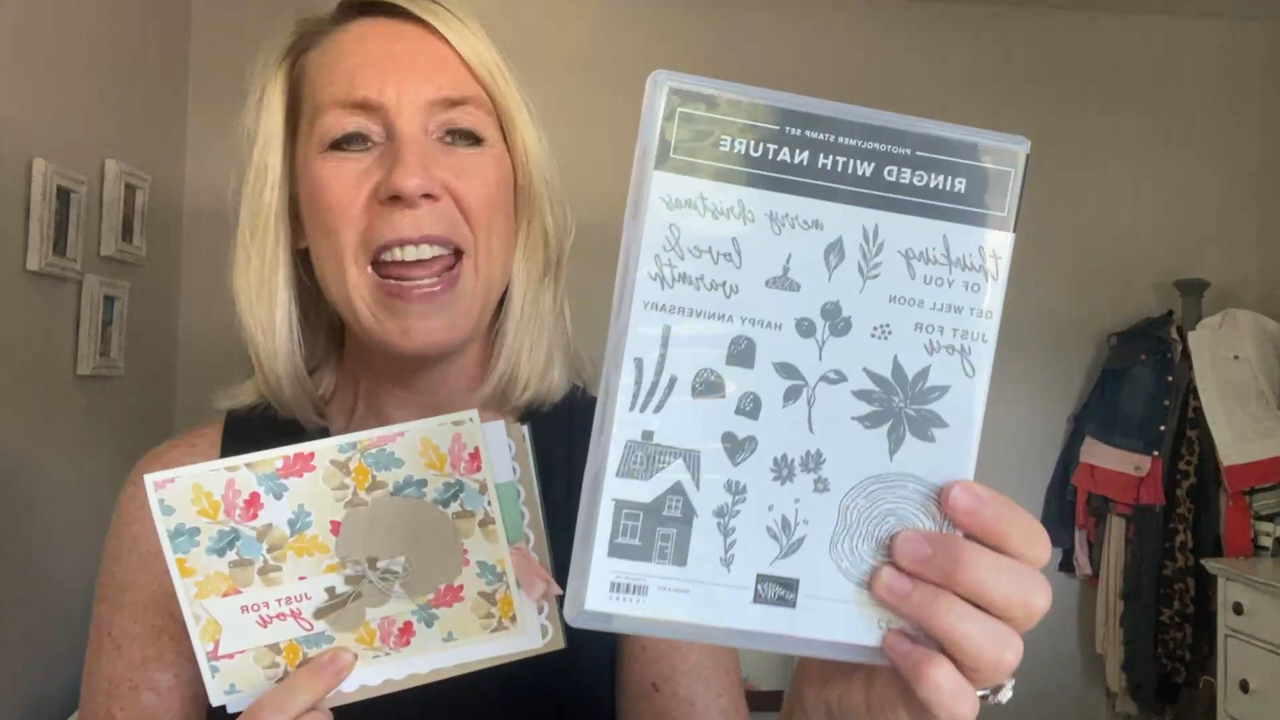 PHOTOPOLYMER STAMP SET
RINGED WITH NATURE
merry christmas
love &
warmth
HAPPY ANNIVERSARY
thinking
OF YOU
GET WELL SOON
JUST FOR
you
JUST FOR
you